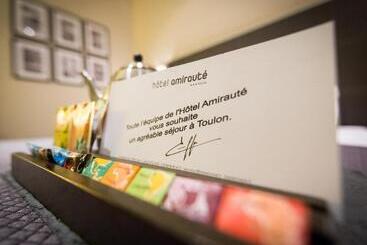 hôtel amirauté
Toute l'équipe de l'Hôtel Amirauté
vous souhaite
un agréable séjour à Toulon.